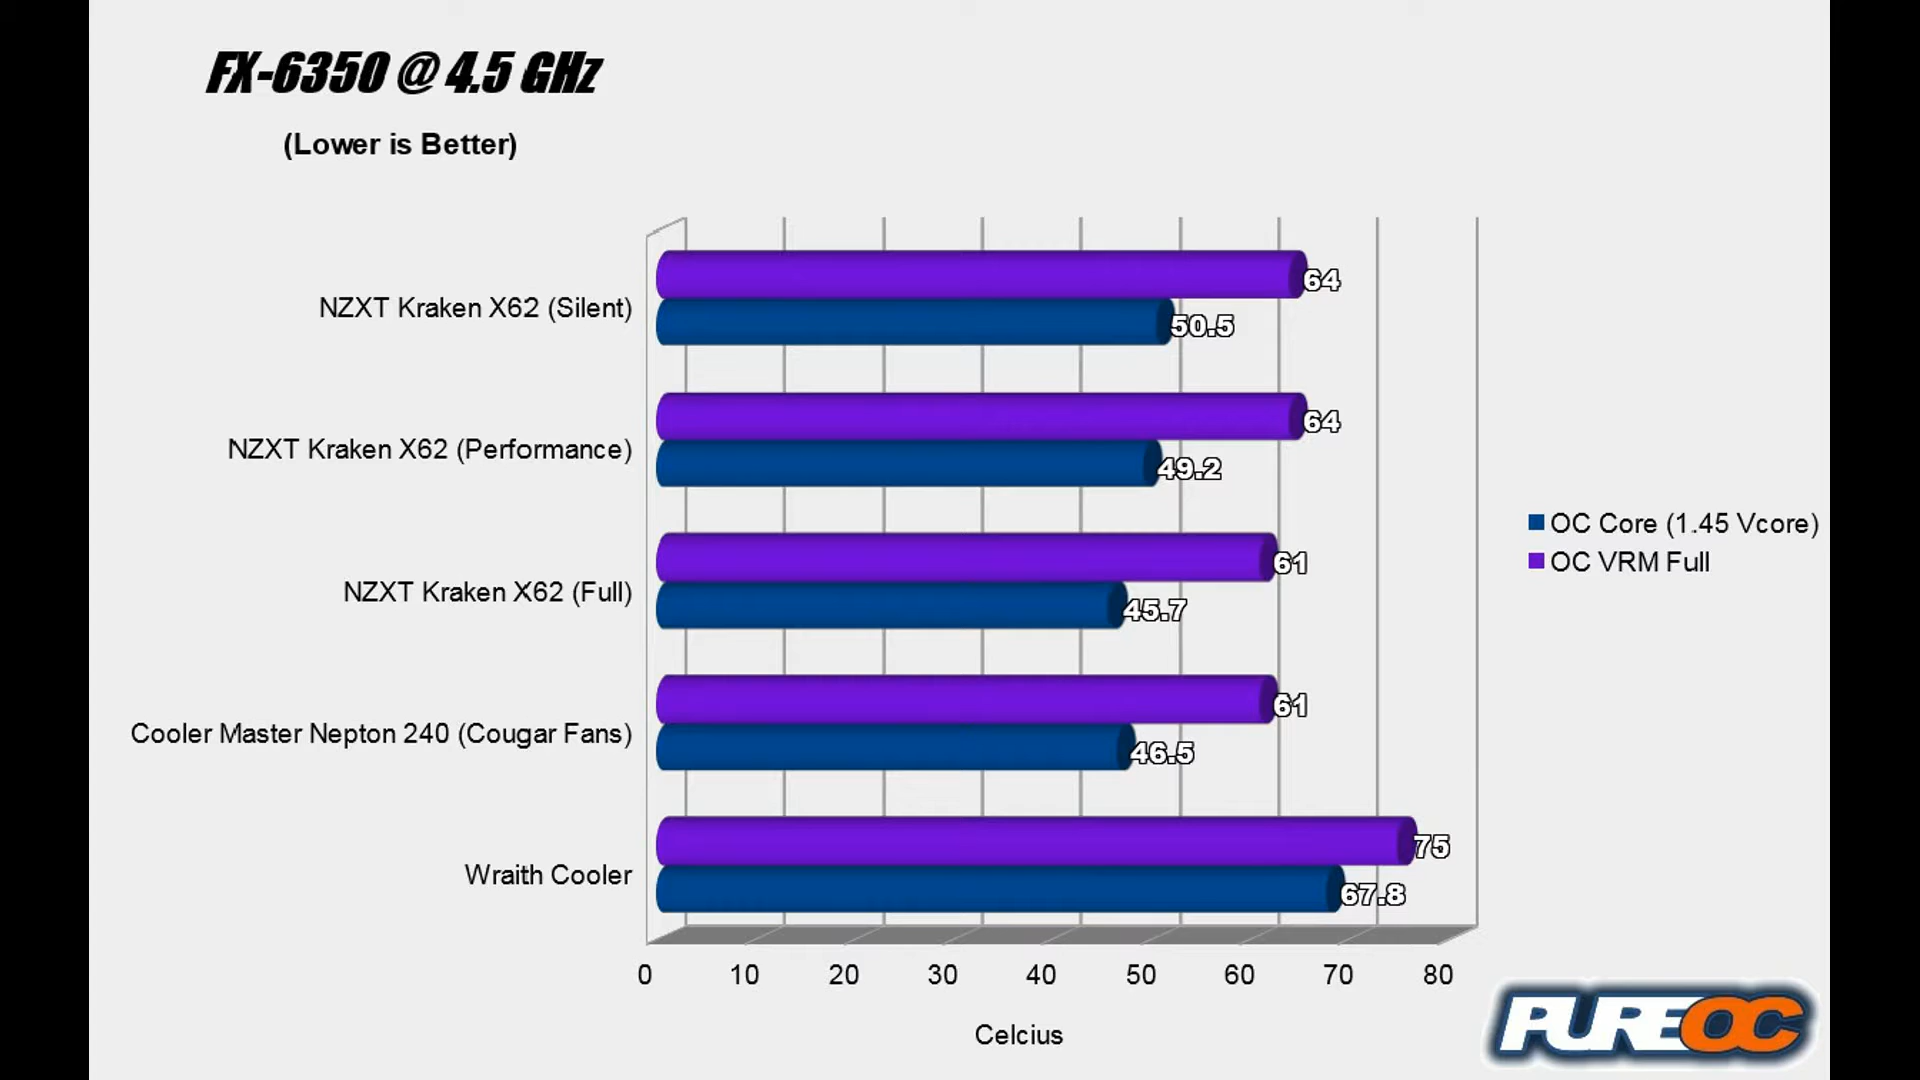 FX-6350 @ 4.5 GHz
(Lower is Better)
NZXT Kraken X62 (Silent)
64
50.5
NZXT Kraken X62 (Performance)
64
49.2
NZXT Kraken X62 (Full)
61
45.7
Cooler Master Nepton 240 (Cougar Fans)
61
46.5
Wraith Cooler
75
67.8
OC Core (1.45 Vcore)
OC VRM Full
0 10 20 30 40 50 60 70 80
Celcius
PUREOC